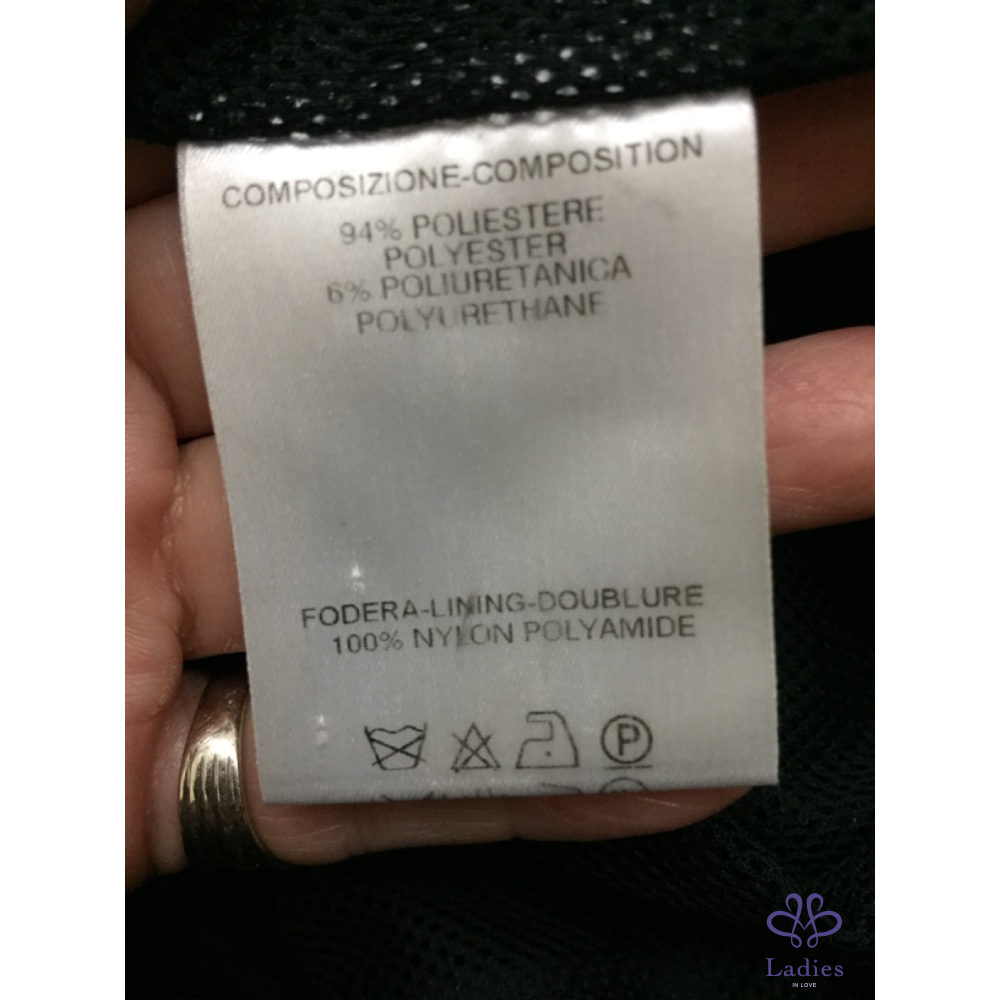 COMPOSIZIONE-COMPOSITION
94% POLIESTERE
POLYESTER
6% POLIURETANICA
POLYURETHANE
FODERA-LINING-DOUBLURE
100% NYLON POLYAMIDE
P
Ladies
IN LOVE